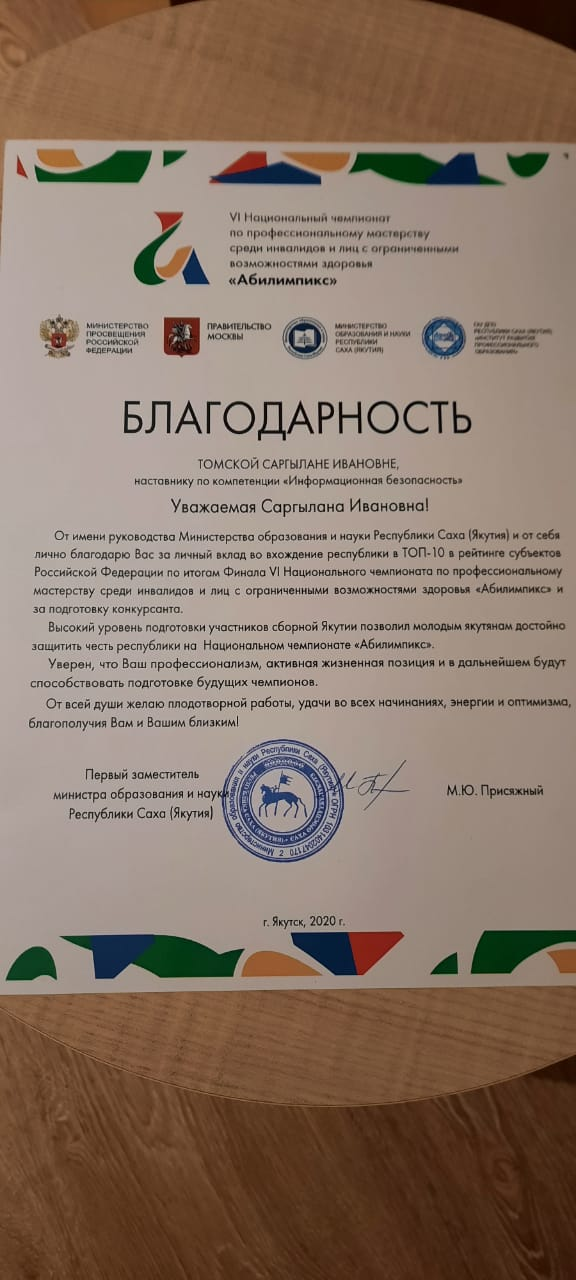 VI Национальный чемпионат
по профессиональному мастерству
среди инвалидов и лиц с ограниченными
возможностями здоровья
«Абилимпикс»
МИНИСТЕРСТВО
ПРОСВЕЩЕНИЯ
РОССИЙСКОЙ
ФЕДЕРАЦИИ
ПРАВИТЕЛЬСТВО
МОСКВЫ
МИНИСТЕРСТВО
ОБРАЗОВАНИЯ И НАУКИ
РЕСПУБЛИКИ
САХА (ЯКУТИЯ)
РЕСПУБЛИКИ САХА (ЯКУТИЯ)
«ИНСТИТУТ РАЗВИТИЯ
ПРОФЕССИОНАЛЬНОГО
ОБРАЗОВАНИЯ»
БЛАГОДАРНОСТЬ
ТОМСКОЙ САРГЫЛАНЕ ИВАНОВНЕ,
наставнику по компетенции «Информационная безопасность»
Уважаемая Саргылана Ивановна!
От имени руководства Министерства образования и науки Республики Саха (Якутия) и от себя
лично благодарю Вас за личный вклад во вхождение республики в ТОП-10 в рейтинге субъектов
Российской Федерации по итогам Финала VI Национального чемпионата по профессиональному
мастерству среди инвалидов и лиц с ограниченными возможностями здоровья «Абилимпикс» и
за подготовку конкурсанта.
Высокий уровень подготовки участников сборной Якутии позволил молодым якутянам достойно
защитить честь республики на Национальном чемпионате «Абилимпикс».
Уверен, что Ваш профессионализм, активная жизненная позиция и в дальнейшем будут
способствовать подготовке будущих чемпионов.
От всей души желаю плодотворной работы, удачи во всех начинаниях, энергии и оптимизма,
благополучия Вам и Вашим близким!
Первый заместитель
министра образования и науки
Республики Саха (Якутия)
М.Ю. Присяжный
г. Якутск, 2020 г.